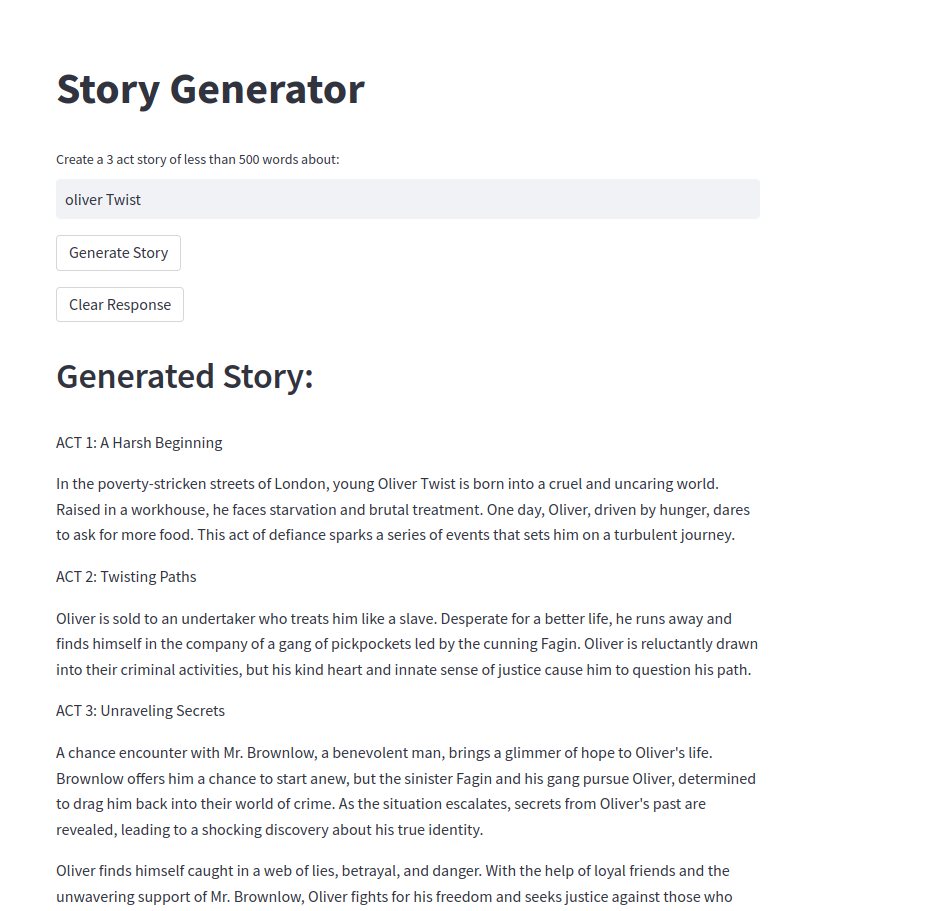 Story Generator
Create a 3 act story of less than 500 words about:
oliver Twist
Generate Story
Clear Response
Generated Story:
ACT 1: A Harsh Beginning
In the poverty-stricken streets of London, young Oliver Twist is born into a cruel and uncaring world.
Raised in a workhouse, he faces starvation and brutal treatment. One day, Oliver, driven by hunger, dares
to ask for more food. This act of defiance sparks a series of events that sets him on a turbulent journey.
ACT 2: Twisting Paths
Oliver is sold to an undertaker who treats him like a slave. Desperate for a better life, he runs away and
finds himself in the company of a gang of pickpockets led by the cunning Fagin. Oliver is reluctantly drawn
into their criminal activities, but his kind heart and innate sense of justice cause him to question his path.
ACT 3: Unraveling Secrets
A chance encounter with Mr. Brownlow, a benevolent man, brings a glimmer of hope to Oliver's life.
Brownlow offers him a chance to start anew, but the sinister Fagin and his gang pursue Oliver, determined
to drag him back into their world of crime. As the situation escalates, secrets from Oliver's past are
revealed, leading to a shocking discovery about his true identity.
Oliver finds himself caught in a web of lies, betrayal, and danger. With the help of loyal friends and the
unwavering support of Mr. Brownlow, Oliver fights for his freedom and seeks justice against those who